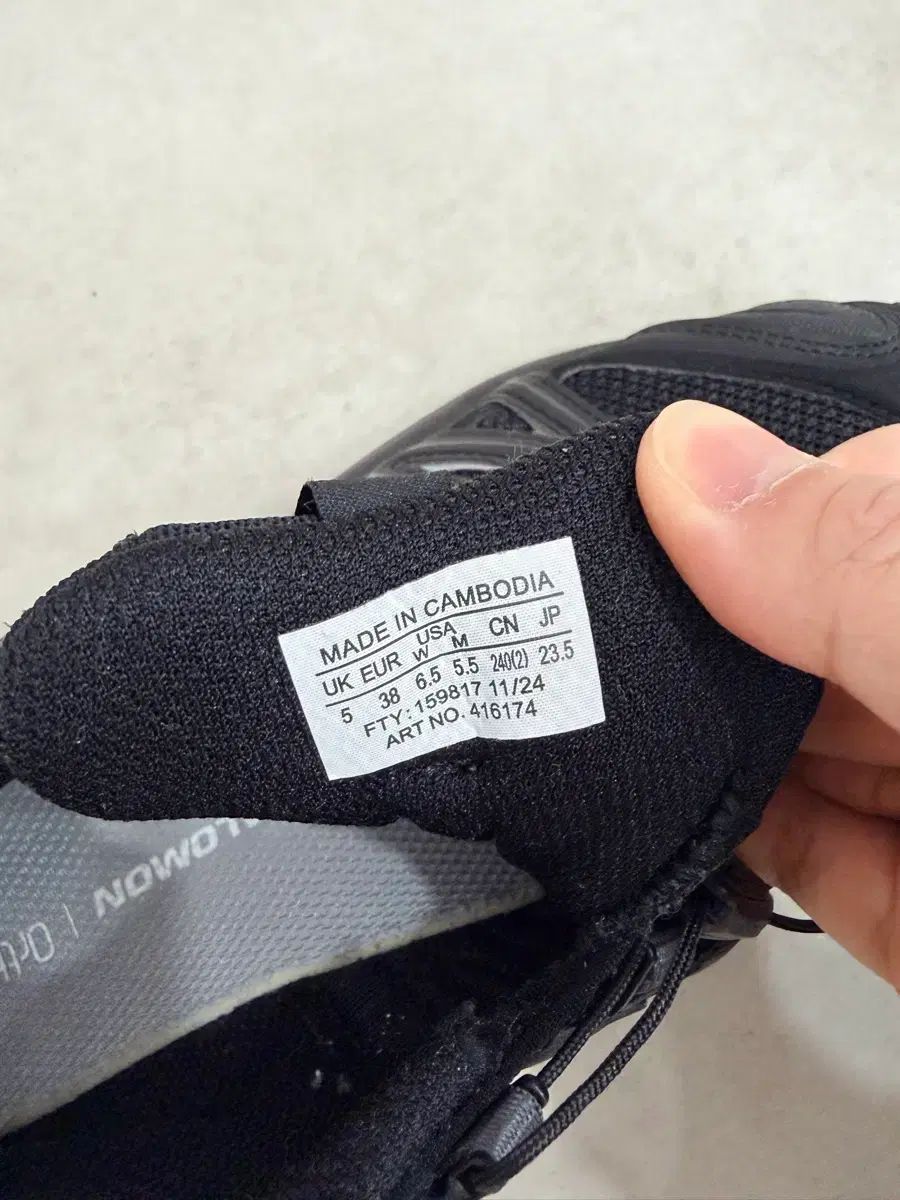 MADE IN CAMBODIA
USA
UK EUR W M CN JP
5 38 6.5 5.5 240(2) 23.5
FTY: 159817 11/24
ART NO. 416174
LOMON